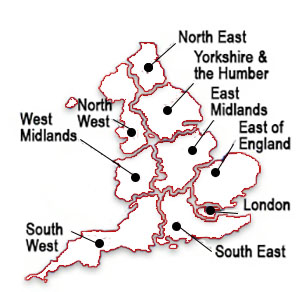 North East
Yorkshire &
the Humber
North
West
East
Midlands
West
Midlands
East of
England
London
South
West
South East